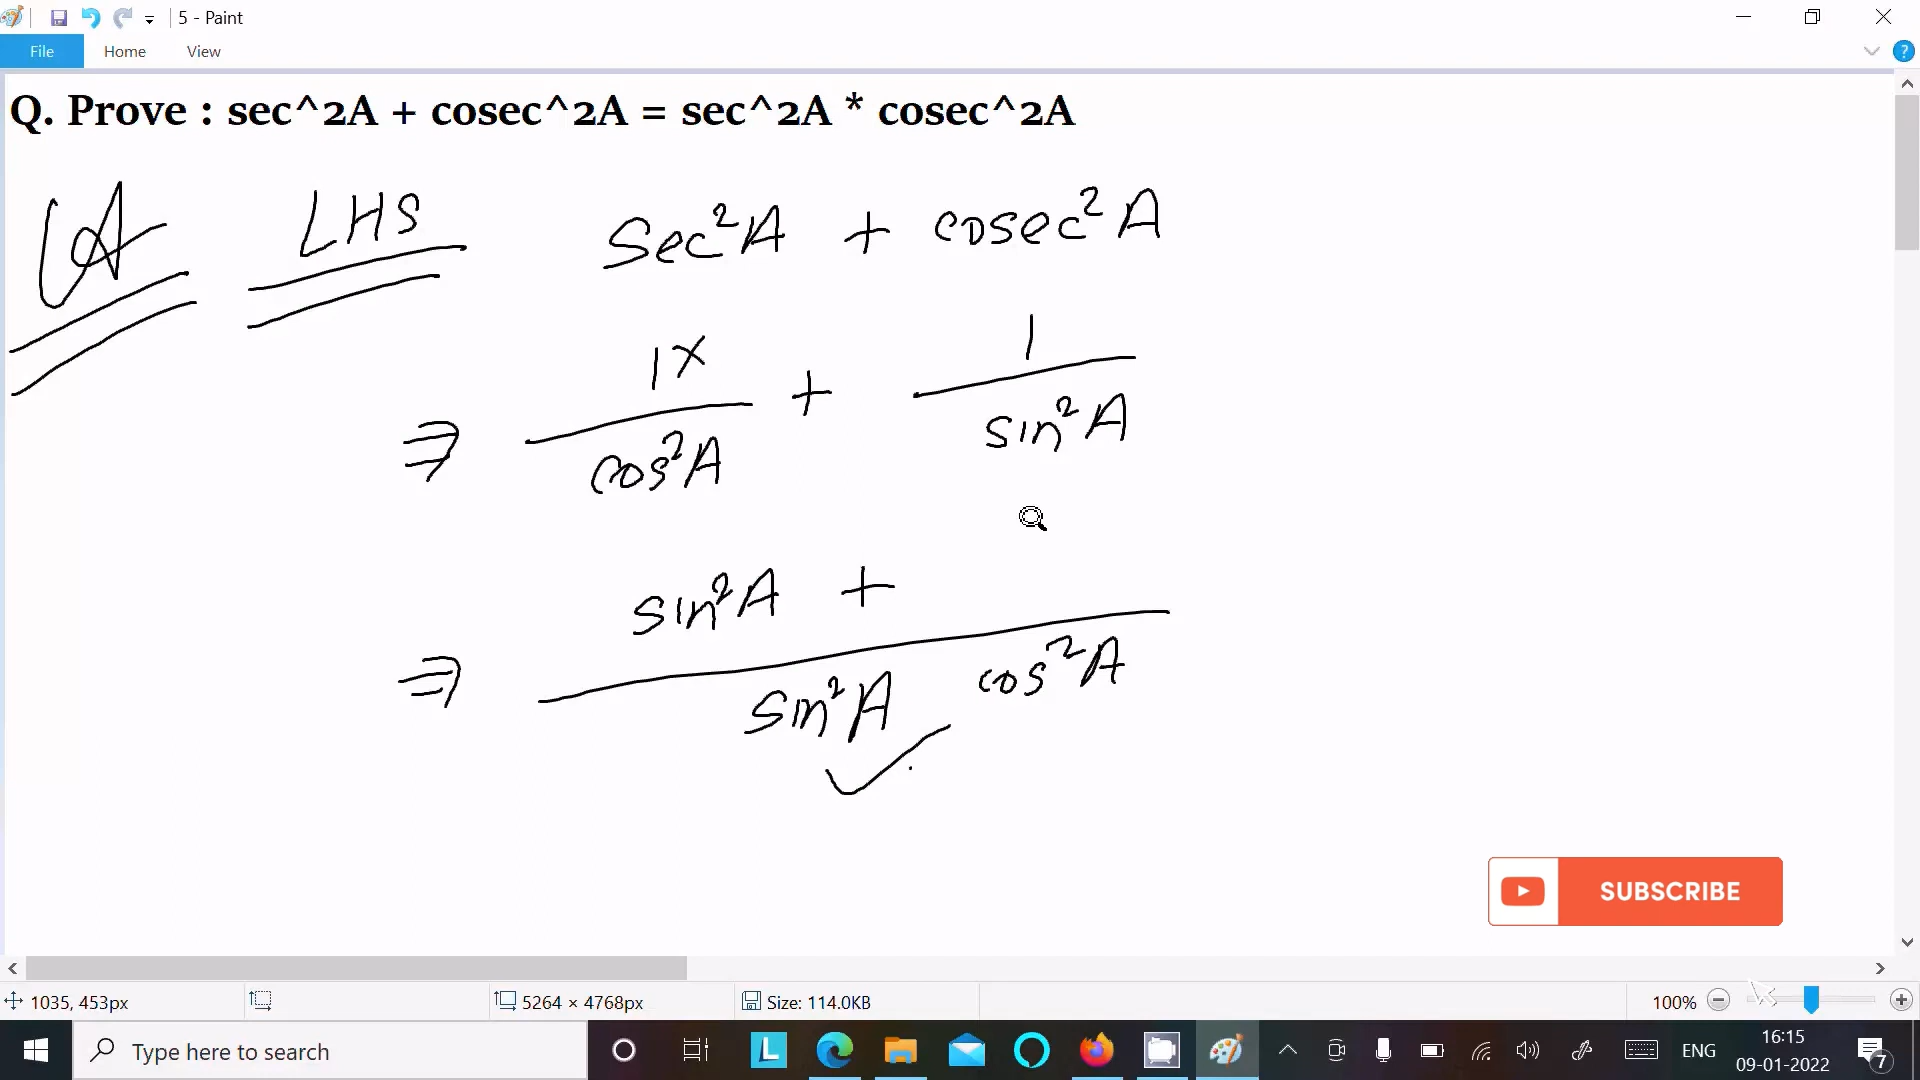 5 - Paint
File Home View
Q. Prove : sec^2A + cosec^2A = sec^2A * cosec^2A
LHS sec²A + cosec²A
⇒ 1× / cos²A + 1 / sin²A
⇒ sin²A + / sin²A cos²A
SUBSCRIBE
1035, 453px 5264 × 4768px Size: 114.0KB 100%
Type here to search
L
ENG
16:15
09-01-2022
7